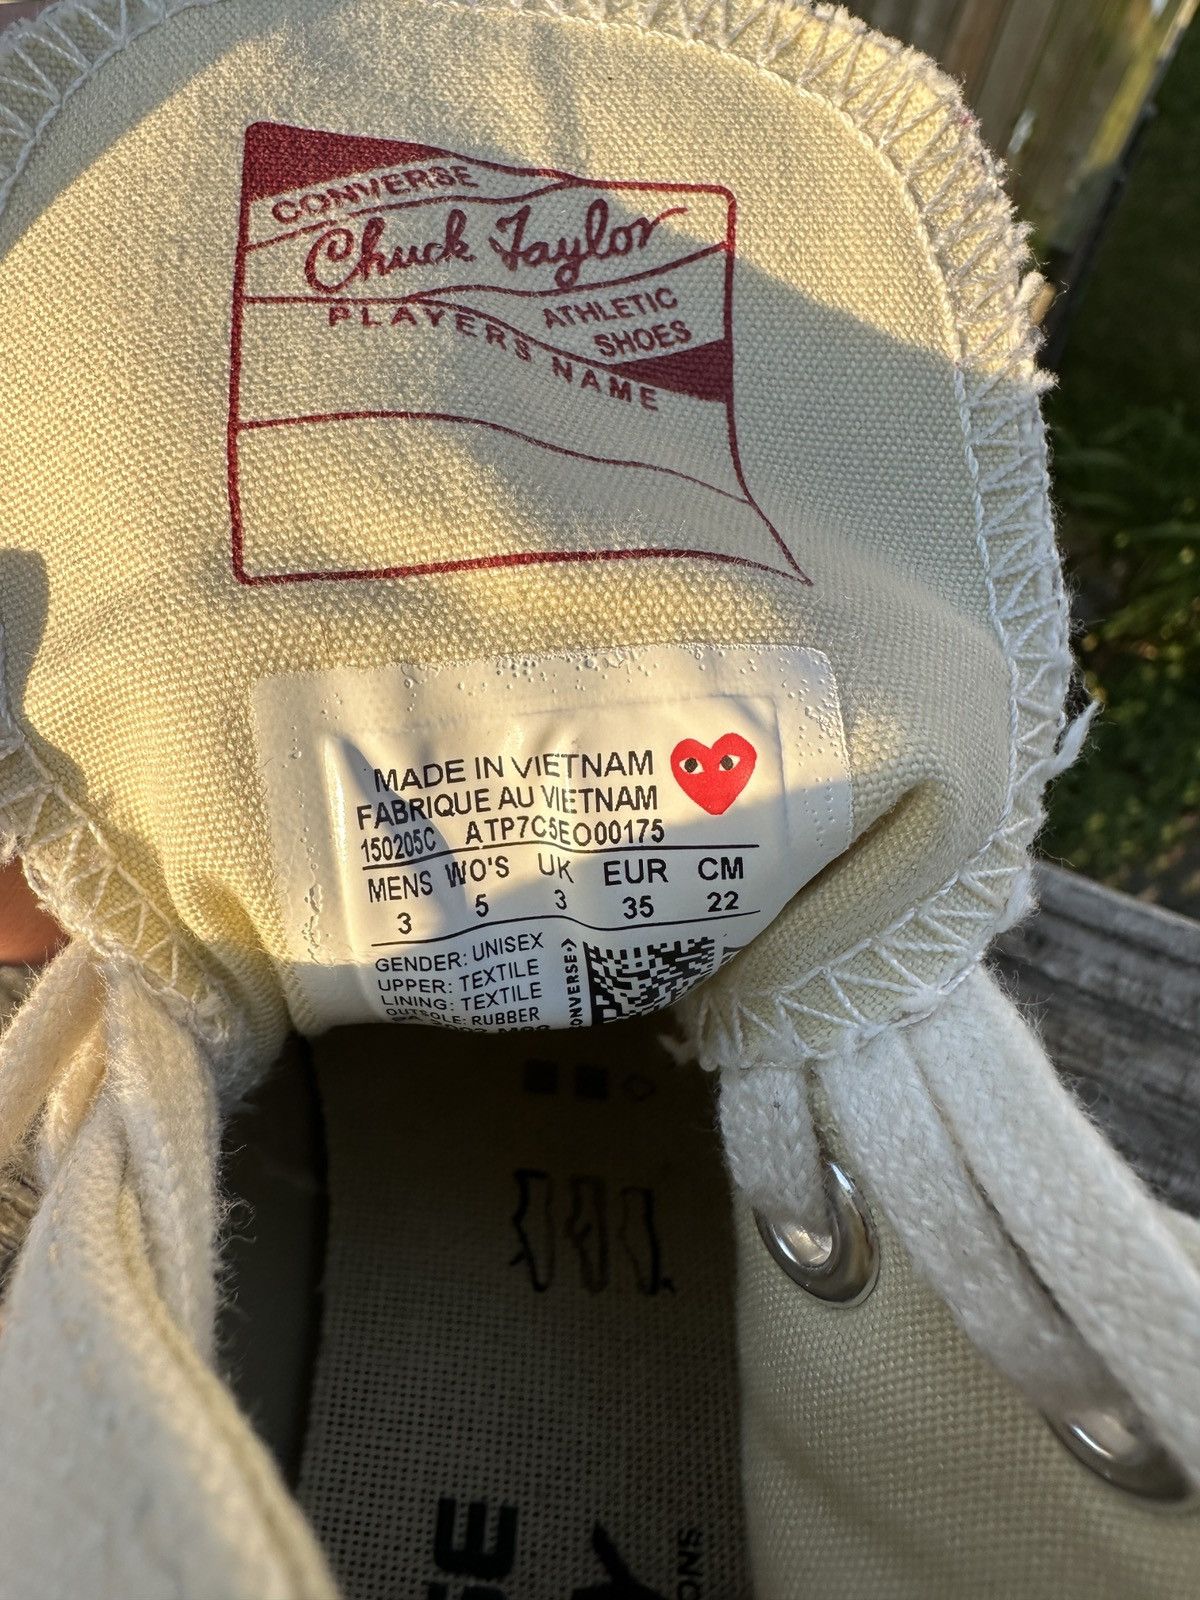 CONVERSE
Chuck Taylor
ATHLETIC
SHOES
PLAYERS NAME
MADE IN VIETNAM
FABRIQUE AU VIETNAM
150205C ATP7C5EO00175
MENS WO'S UK EUR CM
3 5 3 35 22
GENDER: UNISEX
UPPER: TEXTILE
LINING: TEXTILE
OUTSOLE: RUBBER
CONVERSE